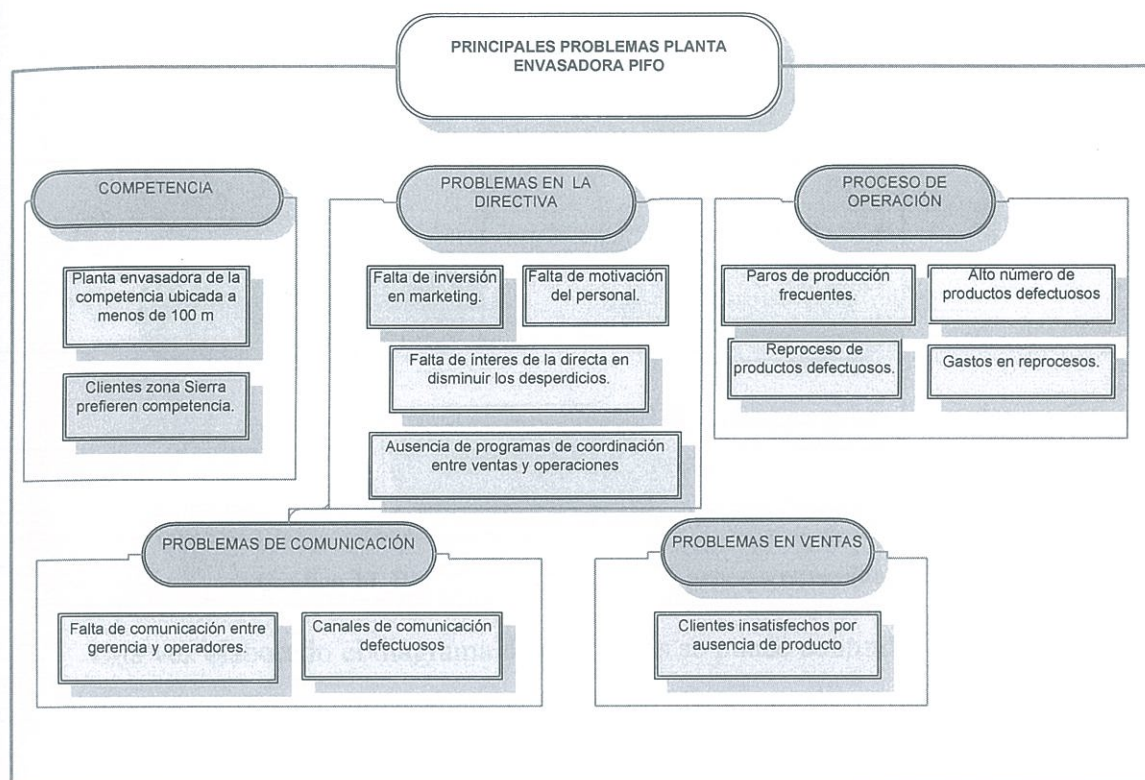 PRINCIPALES PROBLEMAS PLANTA
ENVASADORA PIFO
COMPETENCIA
Planta envasadora de la
competencia ubicada a
menos de 100 m
Clientes zona Sierra
prefieren competencia.
PROBLEMAS EN LA
DIRECTIVA
Falta de inversión
en marketing.
Falta de motivación
del personal.
Falta de ínteres de la directa en
disminuir los desperdicios.
Ausencia de programas de coordinación
entre ventas y operaciones
PROCESO DE
OPERACIÓN
Paros de producción
frecuentes.
Alto número de
productos defectuosos
Reproceso de
productos defectuosos.
Gastos en reprocesos.
PROBLEMAS DE COMUNICACIÓN
Falta de comunicación entre
gerencia y operadores.
Canales de comunicación
defectuosos
PROBLEMAS EN VENTAS
Clientes insatisfechos por
ausencia de producto